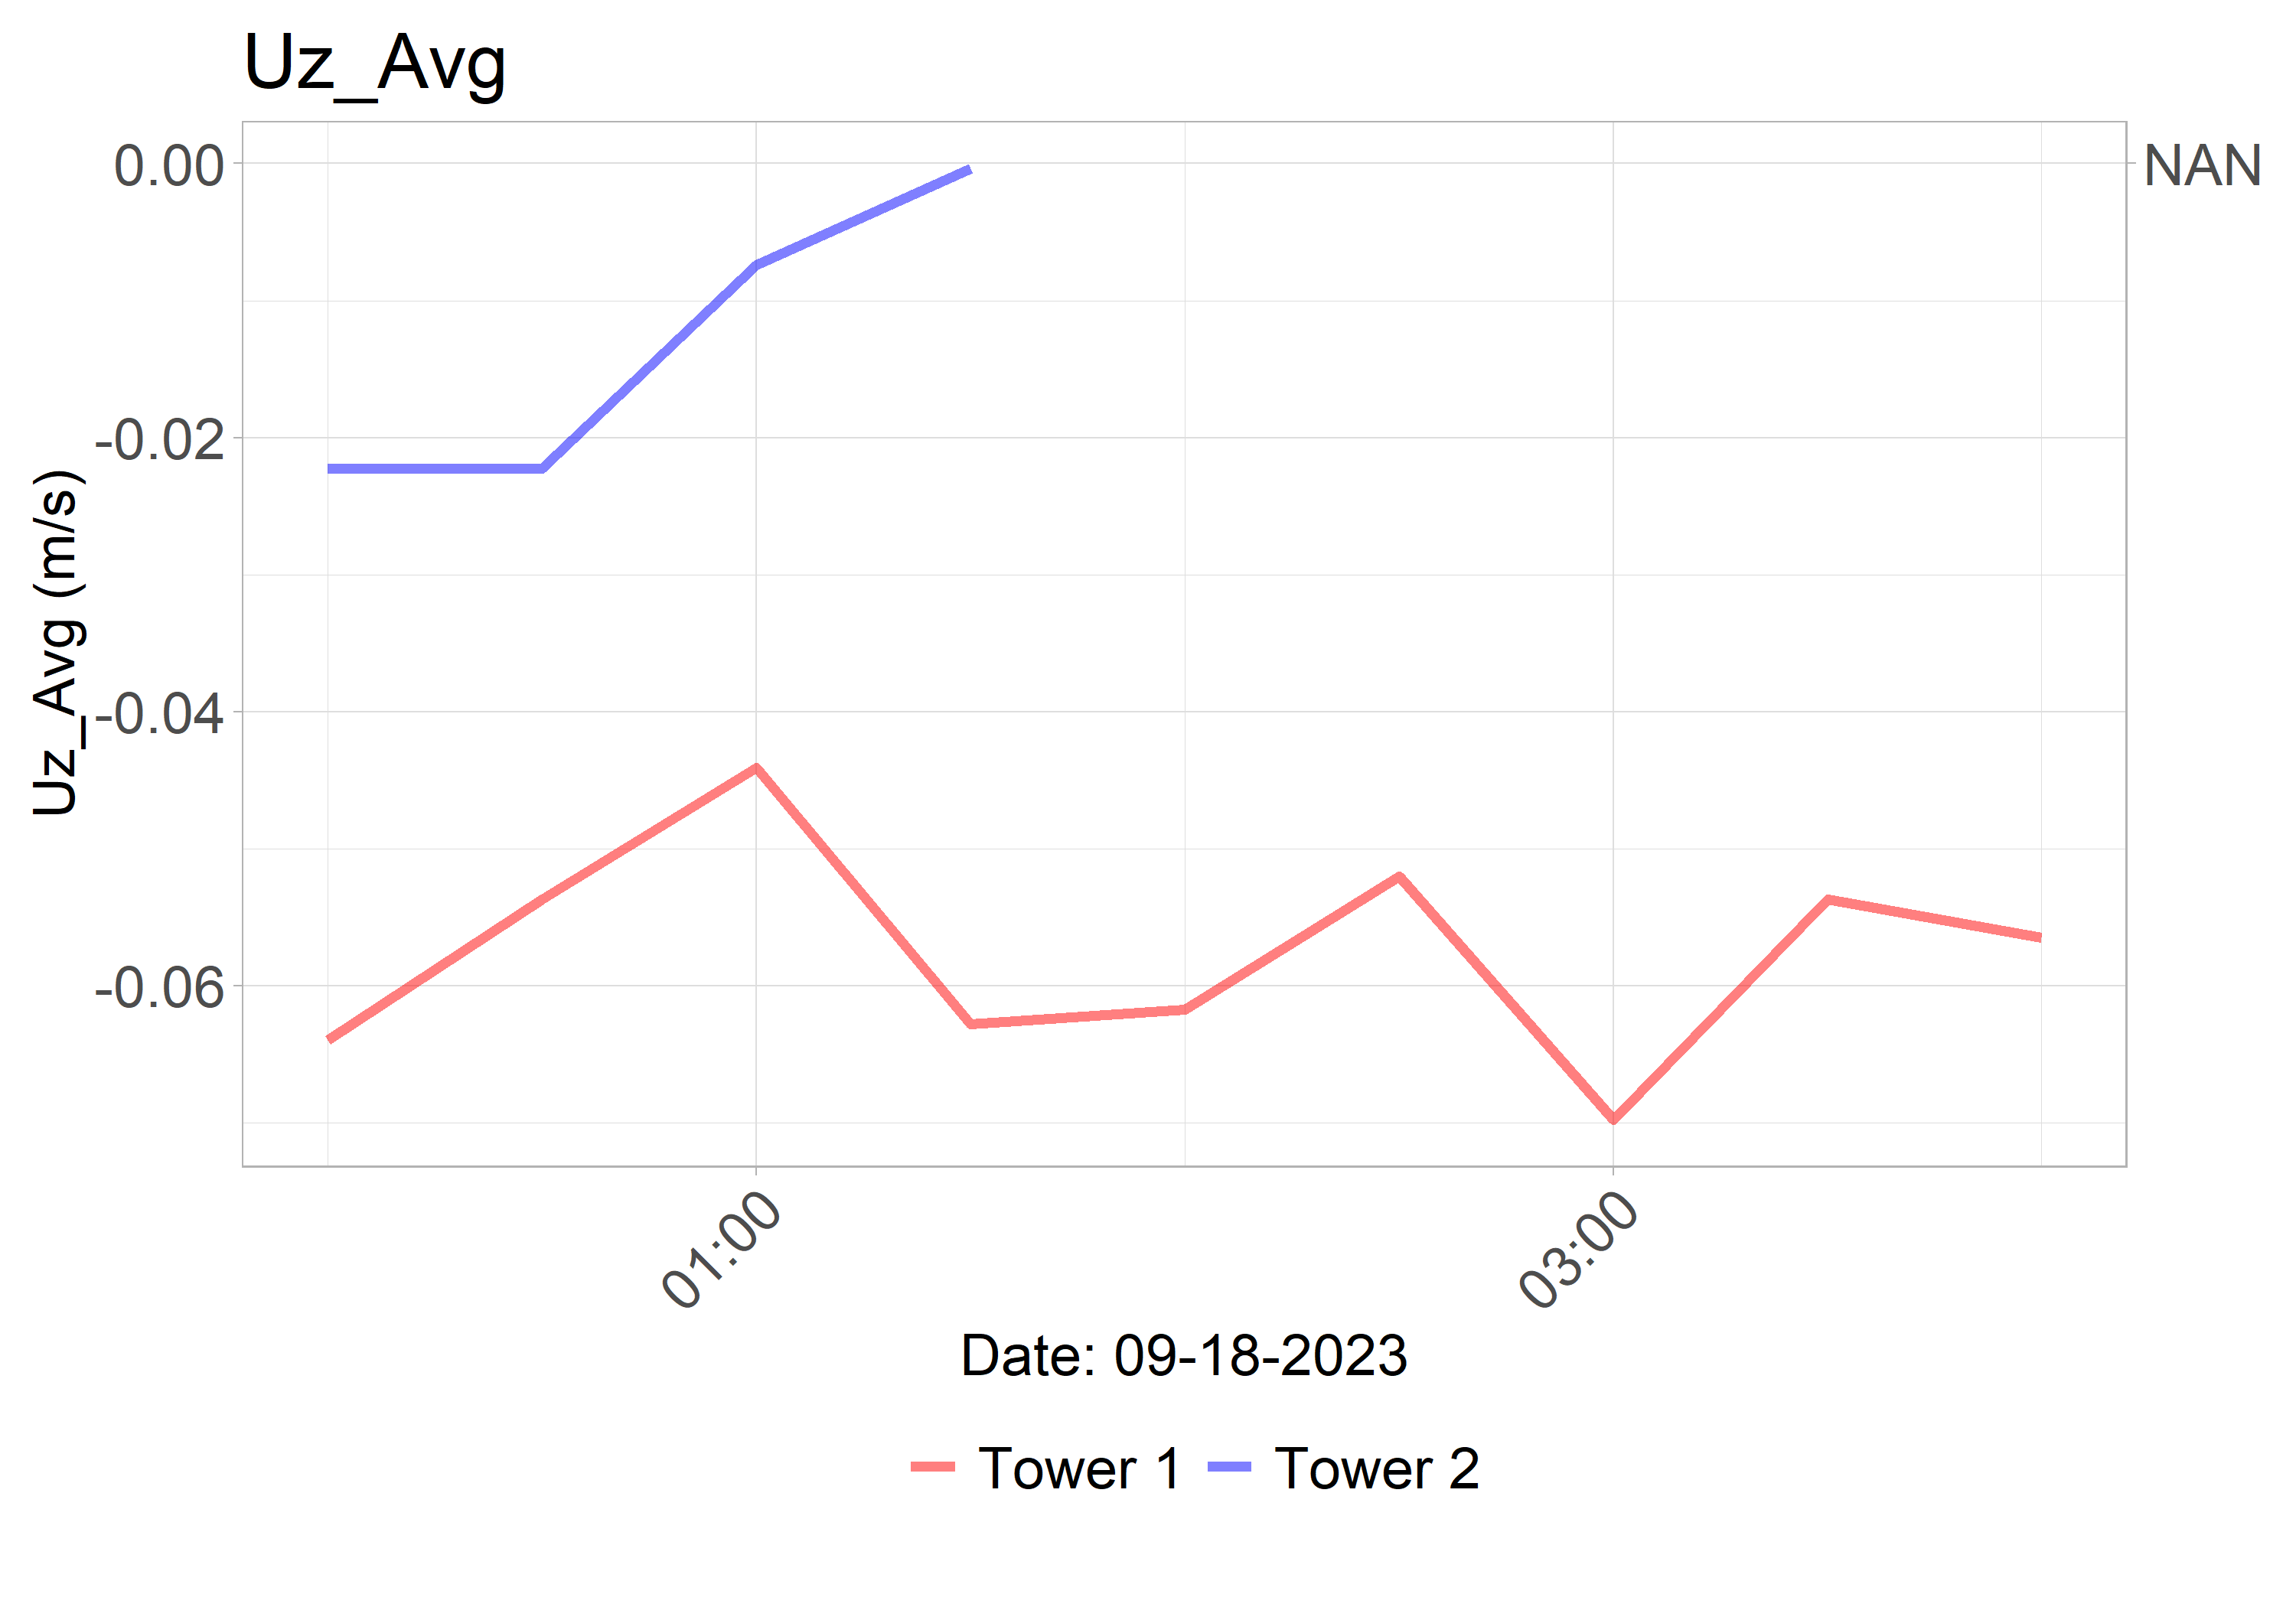 Uz_Avg
0.00
NAN
-0.02
-0.04
-0.06
Uz_Avg (m/s)
01:00
03:00
Date: 09-18-2023
Tower 1
Tower 2